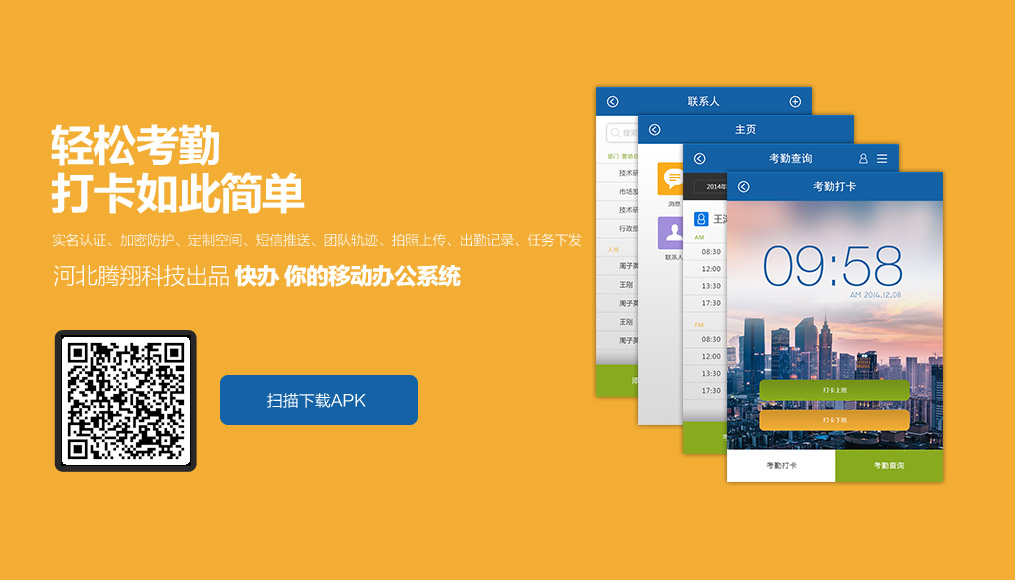 轻松考勤
打卡如此简单
实名认证、加密防护、定制空间、短信推送、团队轨迹、拍照上传、出勤记录、任务下发
河北腾翔科技出品 快办 你的移动办公系统
扫描下载APK
联系人
搜索
部门·营销
技术研
市场发
技术研
行政部
人员
周子英
王刚
周子英
王刚
周子英
主页
消息
联系人
考勤查询
2014年
AM
08:30
12:00
13:30
17:30
PM
08:30
12:00
13:30
17:30
考勤打卡
09:58
AM 2014.12.08
打卡上班
打卡下班
考勤打卡
考勤查询